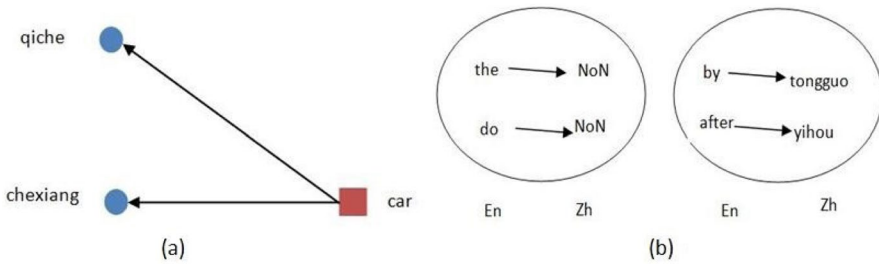 qiche
chexiang
car
(a)
the NoN
do NoN
En Zh
by tongguo
after yihou
En Zh
(b)